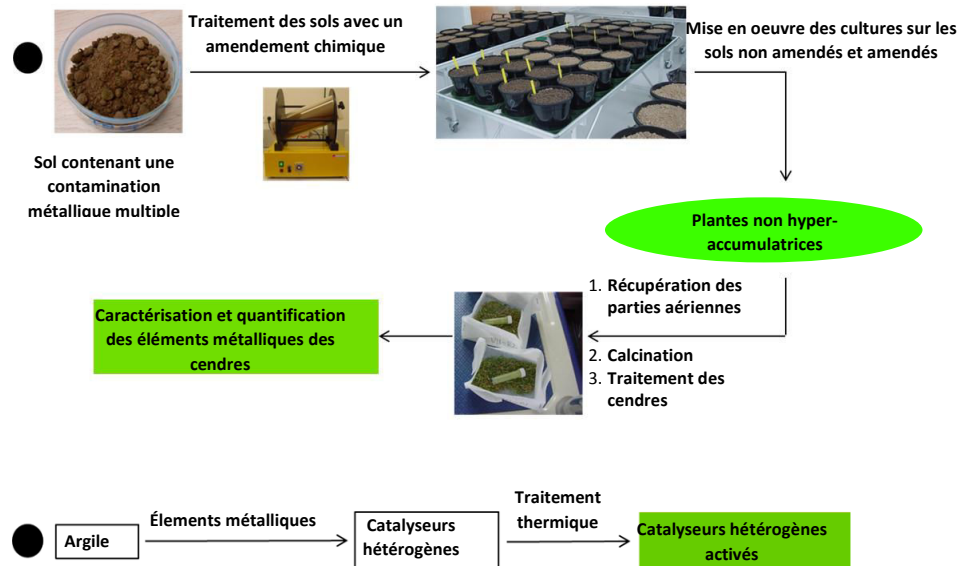 Traitement des sols avec un
amendement chimique
Mise en oeuvre des cultures sur les
sols non amendés et amendés
Sol contenant une
contamination
métallique multiple
Plantes non hyper-
accumulatrices
1. Récupération des
parties aériennes
2. Calcination
3. Traitement des
cendres
Caractérisation et quantification
des éléments métalliques des
cendres
Argile
Élements métalliques
Catalyseurs
hétérogènes
Traitement
thermique
Catalyseurs hétérogènes
activés